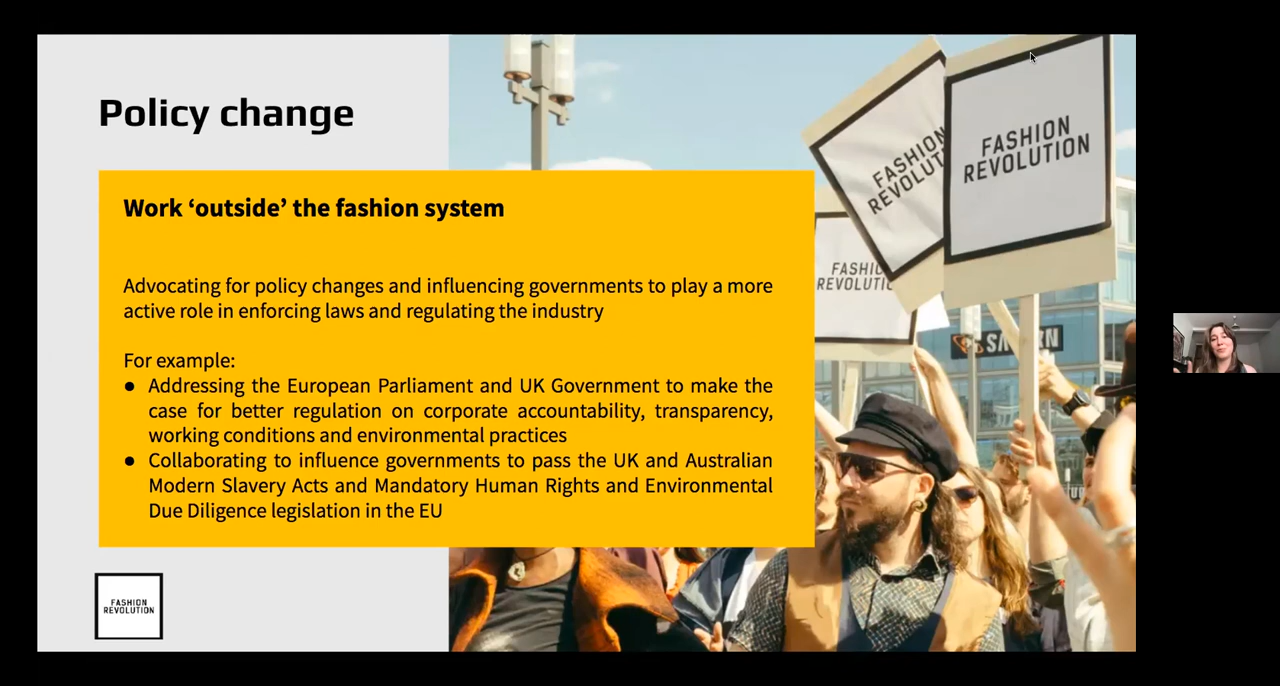 Policy change
Work ‘outside’ the fashion system
Advocating for policy changes and influencing governments to play a more
active role in enforcing laws and regulating the industry
For example:
● Addressing the European Parliament and UK Government to make the
case for better regulation on corporate accountability, transparency,
working conditions and environmental practices
● Collaborating to influence governments to pass the UK and Australian
Modern Slavery Acts and Mandatory Human Rights and Environmental
Due Diligence legislation in the EU
FASHION
REVOLUTION
FASHION
REVOLUT
FASHIO
REVOLUTIO
FASHION
REVOLUTION